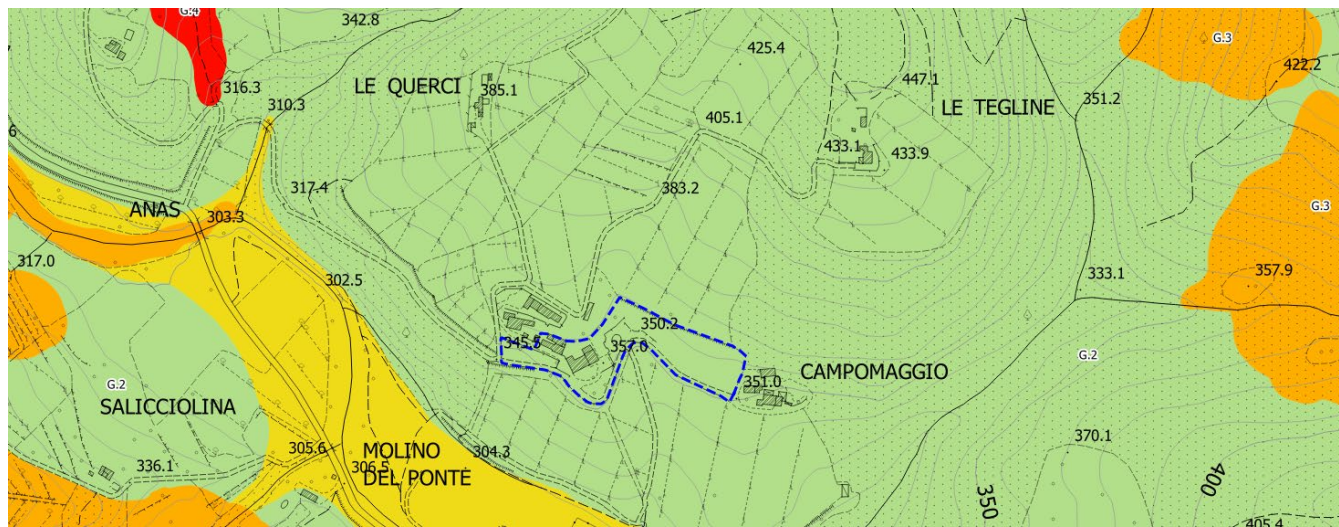 G.4
342.8
425.4
G.3
422.2
316.3
LE QUERCI
385.1
447.1
LE TEGLINE
351.2
310.3
405.1
6
433.1
433.9
317.4
383.2
ANAS
303.3
G.3
317.0
302.5
333.1
357.9
350.2
345.5
357.0
G.2
G.2
CAMPOMAGGIO
351.0
SALICCIOLINA
305.6
MOLINO
DEL PONTE
304.3
370.1
336.1
306.5
350
400
405.4